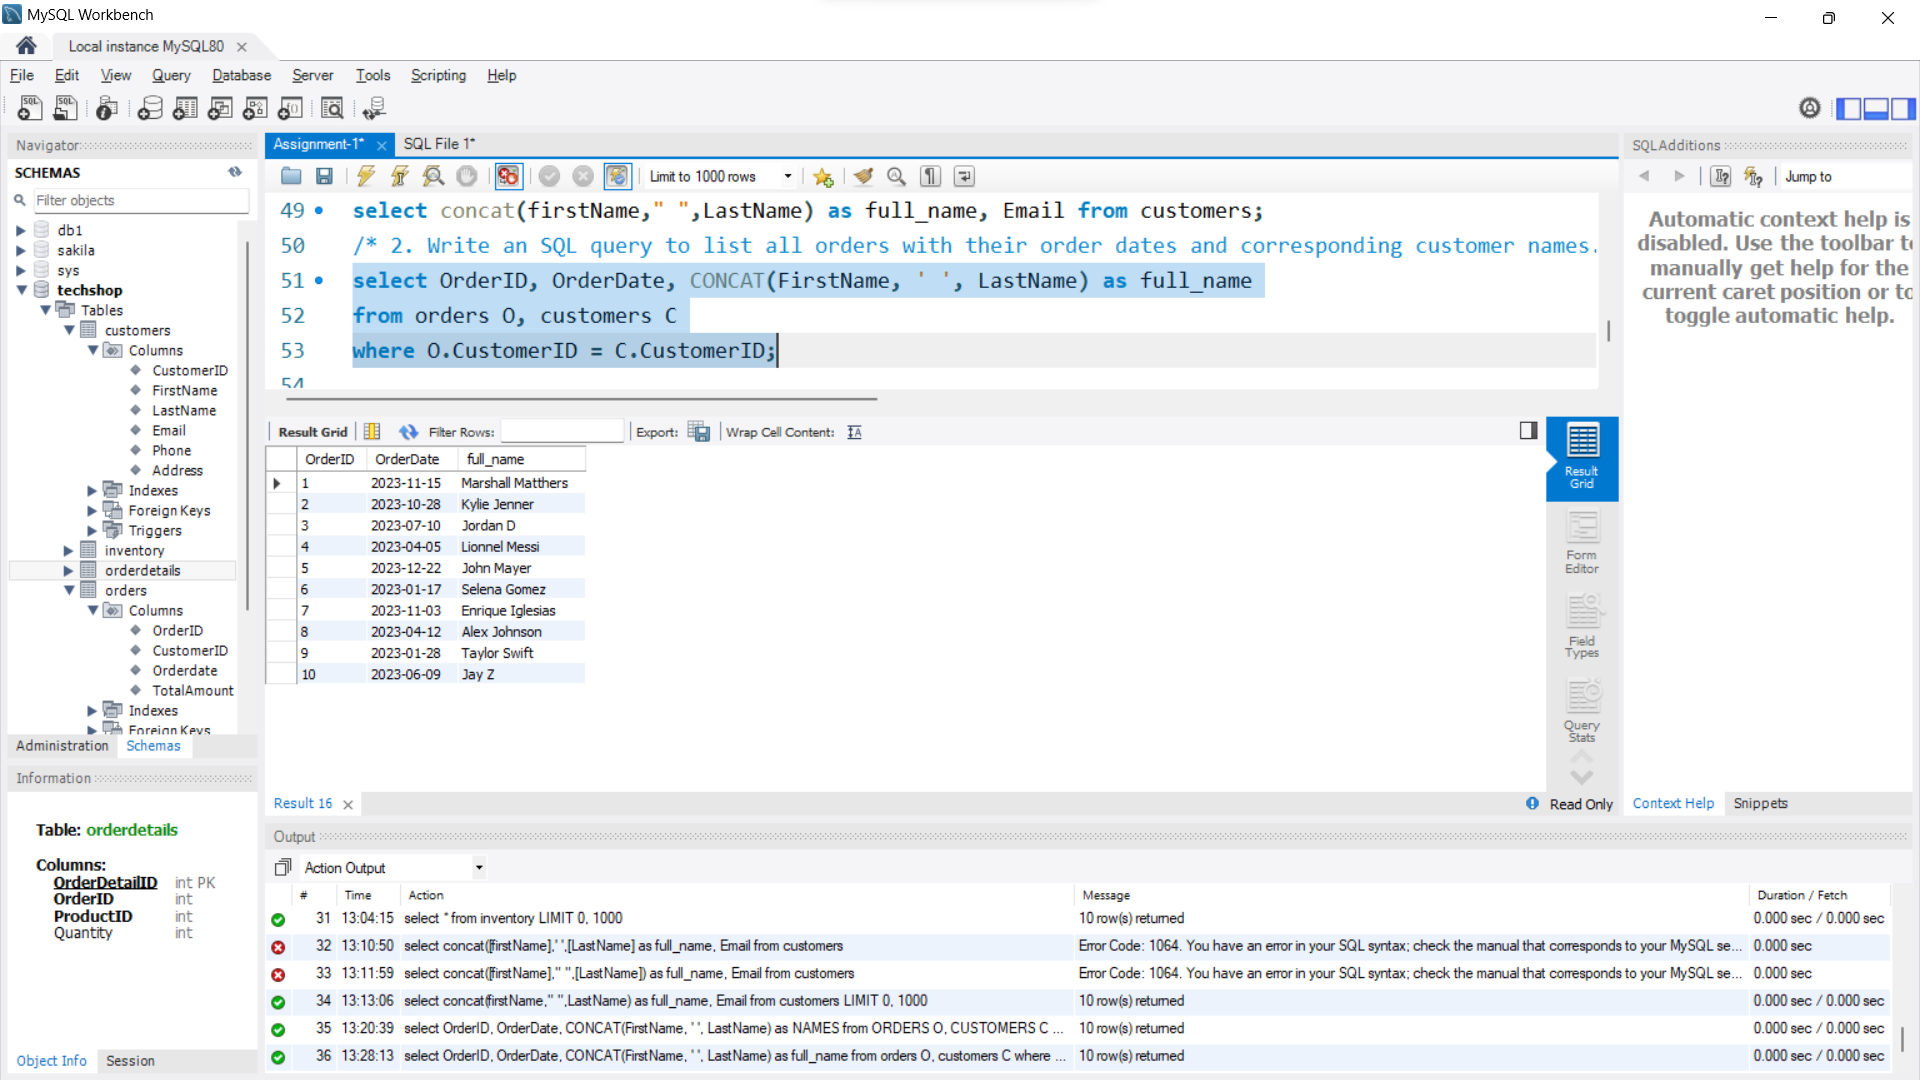 MySQL Workbench
Local instance MySQL80
File Edit View Query Database Server Tools Scripting Help
Navigator
SCHEMAS
Filter objects
db1
sakila
sys
techshop
Tables
customers
Columns
CustomerID
FirstName
LastName
Email
Phone
Address
Indexes
Foreign Keys
Triggers
inventory
orderdetails
orders
Columns
OrderID
CustomerID
Orderdate
TotalAmount
Indexes
Foreign Keys
Administration Schemas
Information
Table: orderdetails
Columns:
OrderDetailID int PK
OrderID int
ProductID int
Quantity int
Object Info Session
Assignment-1* SQL File 1*
Limit to 1000 rows
49 select concat(firstName," ",LastName) as full_name, Email from customers;
50 /* 2. Write an SQL query to list all orders with their order dates and corresponding customer names.
51 select OrderID, OrderDate, CONCAT(FirstName, ' ', LastName) as full_name
52 from orders O, customers C
53 where O.CustomerID = C.CustomerID;
54
Result Grid Filter Rows: Export: Wrap Cell Content:
OrderID OrderDate full_name
1 2023-11-15 Marshall Matthers
2 2023-10-28 Kylie Jenner
3 2023-07-10 Jordan D
4 2023-04-05 Lionnel Messi
5 2023-12-22 John Mayer
6 2023-01-17 Selena Gomez
7 2023-11-03 Enrique Iglesias
8 2023-04-12 Alex Johnson
9 2023-01-28 Taylor Swift
10 2023-06-09 Jay Z
Result
Grid
Form
Editor
Field
Types
Query
Stats
Result 16
Read Only
SQLAdditions
Jump to
Automatic context help is
disabled. Use the toolbar to
manually get help for the
current caret position or to
toggle automatic help.
Context Help Snippets
Output
Action Output
# Time Action Message Duration / Fetch
31 13:04:15 select * from inventory LIMIT 0, 1000 10 row(s) returned 0.000 sec / 0.000 sec
32 13:10:50 select concat([firstName],' ',[LastName] as full_name, Email from customers Error Code: 1064. You have an error in your SQL syntax; check the manual that corresponds to your MySQL se... 0.000 sec
33 13:11:59 select concat([firstName]," ",[LastName]) as full_name, Email from customers Error Code: 1064. You have an error in your SQL syntax; check the manual that corresponds to your MySQL se... 0.000 sec
34 13:13:06 select concat(firstName," ",LastName) as full_name, Email from customers LIMIT 0, 1000 10 row(s) returned 0.000 sec / 0.000 sec
35 13:20:39 select OrderID, OrderDate, CONCAT(FirstName, ' ', LastName) as NAMES from ORDERS O, CUSTOMERS C ... 10 row(s) returned 0.000 sec / 0.000 sec
36 13:28:13 select OrderID, OrderDate, CONCAT(FirstName, ' ', LastName) as full_name from orders O, customers C where ... 10 row(s) returned 0.000 sec / 0.000 sec